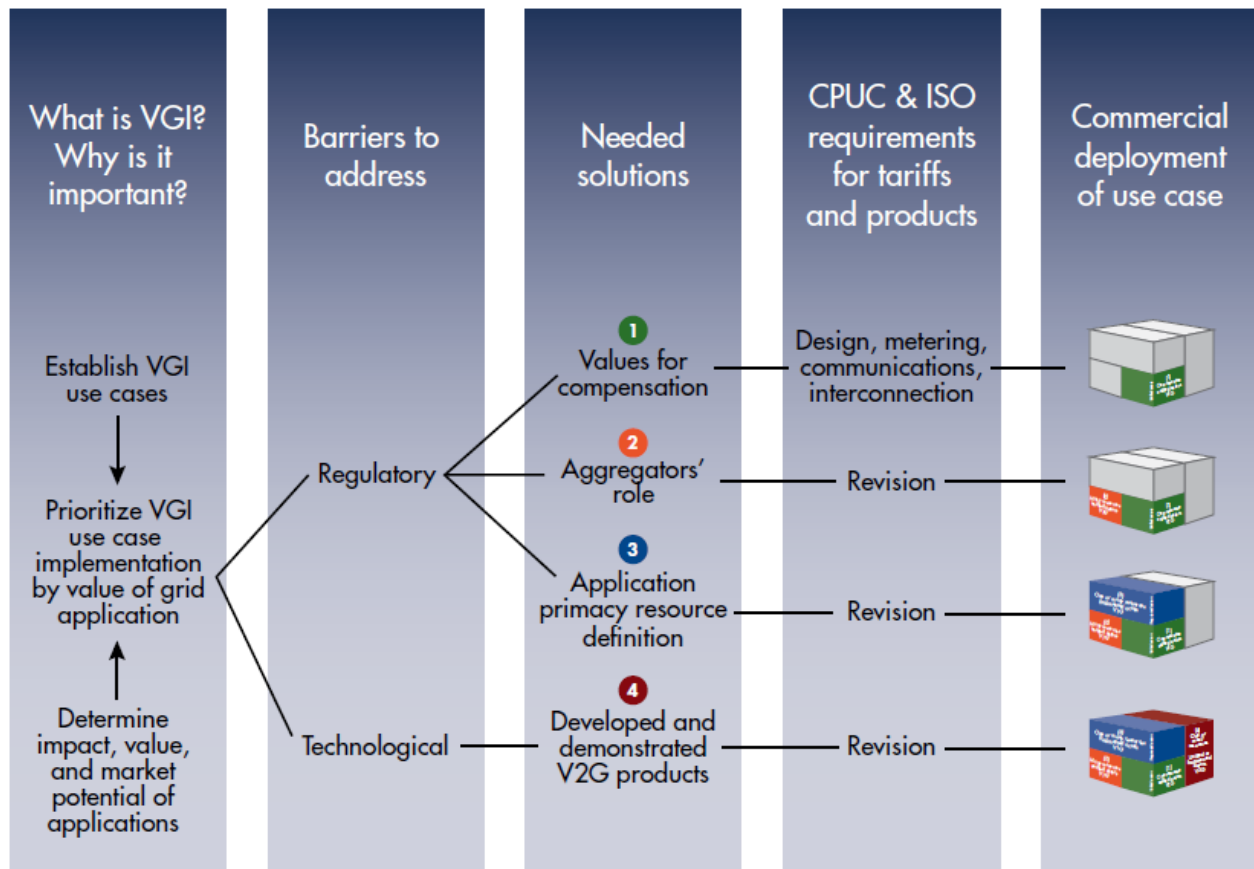 What is VGI?
Why is it
important?
Barriers to
address
Needed
solutions
CPUC & ISO
requirements
for tariffs
and products
Commercial
deployment
of use case
Establish VGI
use cases
Prioritize VGI
use case
implementation
by value of grid
application
Determine
impact, value,
and market
potential of
applications
Regulatory
Technological
1
Values for
compensation
2
Aggregators'
role
3
Application
primacy resource
definition
4
Developed and
demonstrated
V2G products
Design, metering,
communications,
interconnection
Revision
Revision
Revision